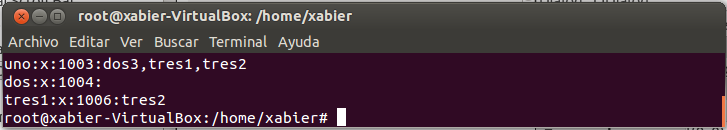 root@xabier-VirtualBox: /home/xabier
Archivo Editar Ver Buscar Terminal Ayuda
uno:x:1003:dos3,tres1,tres2
dos:x:1004:
tres1:x:1006:tres2
root@xabier-VirtualBox:/home/xabier#